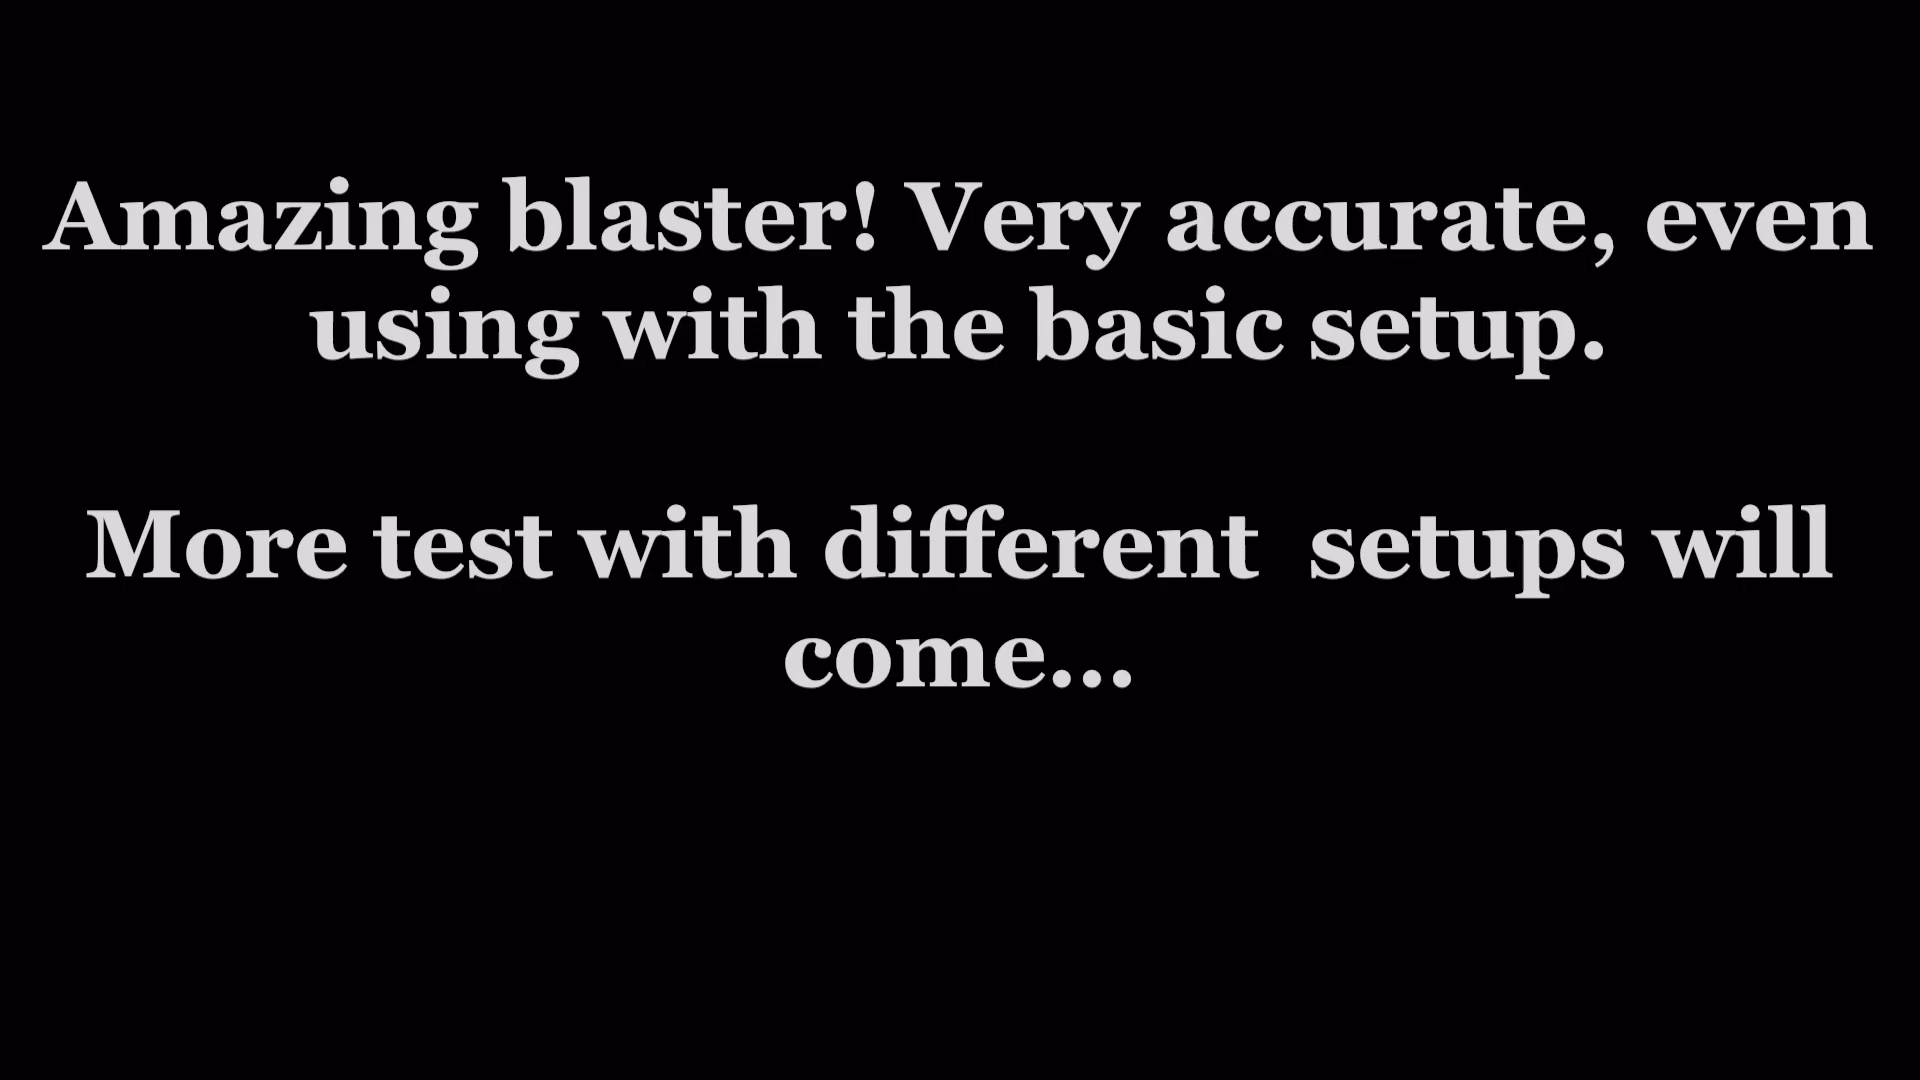 Amazing blaster! Very accurate, even
using with the basic setup.
More test with different  setups will
come...